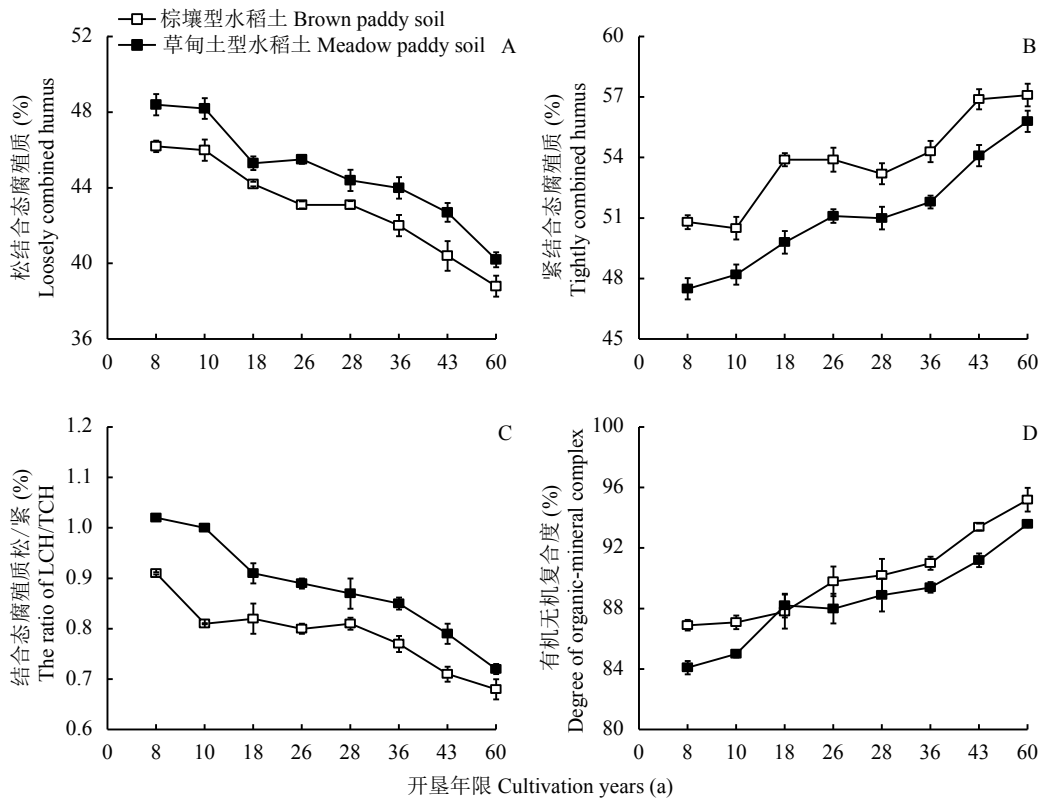 棕壤型水稻土 Brown paddy soil
草甸土型水稻土 Meadow paddy soil
A
52
48
44
40
36
0 8 10 18 26 28 36 43 60
松结合态腐殖质 (%)
Loosely combined humus
B
60
57
54
51
48
45
0 8 10 18 26 28 36 43 60
紧结合态腐殖质 (%)
Tightly combined humus
C
1.2
1.1
1.0
0.9
0.8
0.7
0.6
0 8 10 18 26 28 36 43 60
结合态腐殖质松/紧 (%)
The ratio of LCH/TCH
D
100
96
92
88
84
80
0 8 10 18 26 28 36 43 60
有机无机复合度 (%)
Degree of organic-mineral complex
开垦年限 Cultivation years (a)